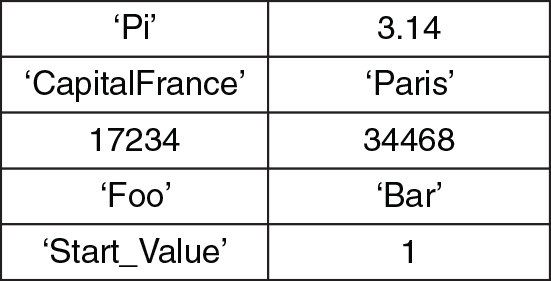 ‘Pi’ 3.14
‘CapitalFrance’ ‘Paris’
17234 34468
‘Foo’ ‘Bar’
‘Start_Value’ 1